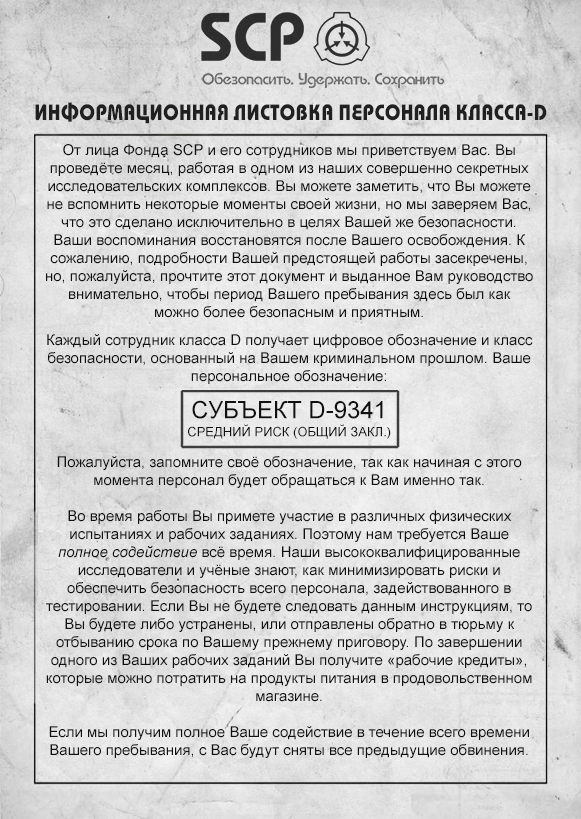 SCP
Обезопасить. Удержать. Сохранить
ИНФОРМАЦИОННАЯ ЛИСТОВКА ПЕРСОНАЛА КЛАССА-D
От лица Фонда SCP и его сотрудников мы приветствуем Вас. Вы
проведёте месяц, работая в одном из наших совершенно секретных
исследовательских комплексов. Вы можете заметить, что Вы можете
не вспомнить некоторые моменты своей жизни, но мы заверяем Вас,
что это сделано исключительно в целях Вашей же безопасности.
Ваши воспоминания восстановятся после Вашего освобождения. К
сожалению, подробности Вашей предстоящей работы засекречены,
но, пожалуйста, прочтите этот документ и выданное Вам руководство
внимательно, чтобы период Вашего пребывания здесь был как
можно более безопасным и приятным.
Каждый сотрудник класса D получает цифровое обозначение и класс
безопасности, основанный на Вашем криминальном прошлом. Ваше
персональное обозначение:
СУБЪЕКТ D-9341
СРЕДНИЙ РИСК (ОБЩИЙ ЗАКЛ.)
Пожалуйста, запомните своё обозначение, так как начиная с этого
момента персонал будет обращаться к Вам именно так.
Во время работы Вы примете участие в различных физических
испытаниях и рабочих заданиях. Поэтому нам требуется Ваше
полное содействие всё время. Наши высококвалифицированные
исследователи и учёные знают, как минимизировать риски и
обеспечить безопасность всего персонала, задействованного в
тестировании. Если Вы не будете следовать данным инструкциям, то
Вы будете либо устранены, или отправлены обратно в тюрьму к
отбыванию срока по Вашему прежнему приговору. По завершении
одного из Ваших рабочих заданий Вы получите «рабочие кредиты»,
которые можно потратить на продукты питания в продовольственном
магазине.
Если мы получим полное Ваше содействие в течение всего времени
Вашего пребывания, с Вас будут сняты все предыдущие обвинения.